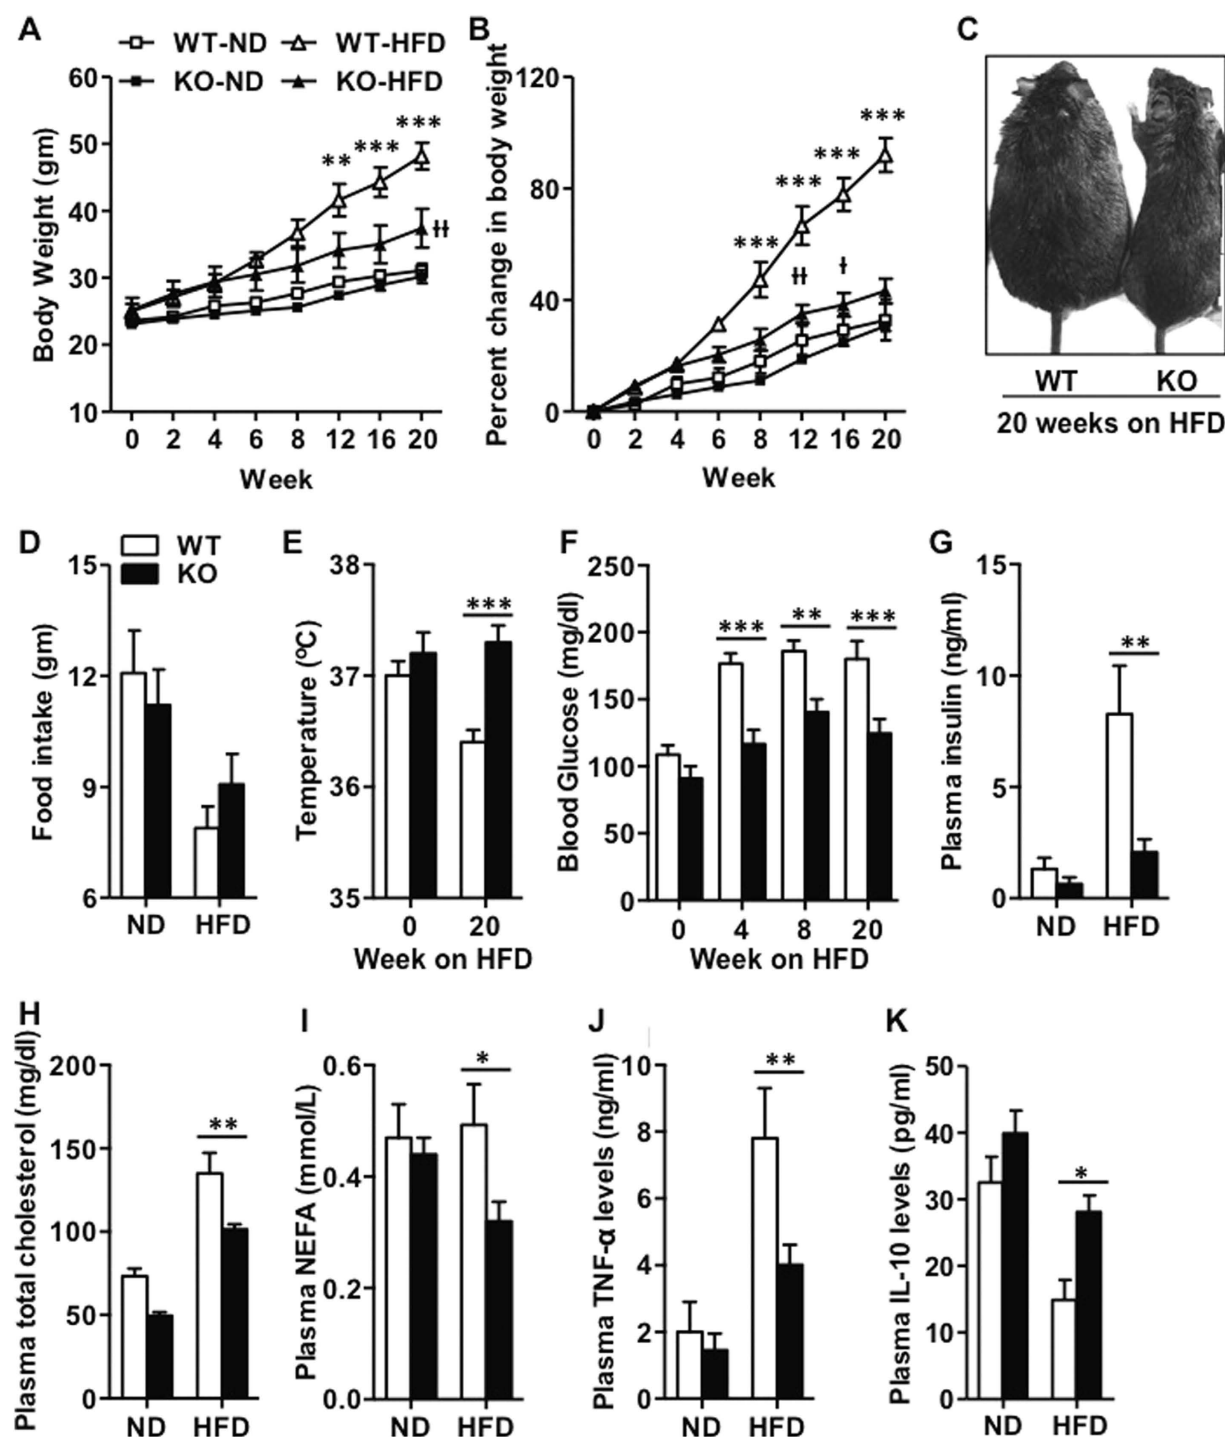 A
WT-ND
WT-HFD
KO-ND
KO-HFD
60
50
40
30
20
10
Body Weight (gm)
** *** ***
ƗƗ
0 2 4 6 8 12 16 20
Week
B
120
80
40
0
Percent change in body weight
*** *** *** ***
ƗƗ Ɨ
0 2 4 6 8 12 16 20
Week
C
WT KO
20 weeks on HFD
D
WT
KO
15
12
9
6
Food intake (gm)
ND HFD
E
38
37
36
35
Temperature (ºC)
***
0 20
Week on HFD
F
250
200
150
100
50
0
Blood Glucose (mg/dl)
*** ** ***
0 4 8 20
Week on HFD
G
15
10
5
0
Plasma insulin (ng/ml)
**
ND HFD
H
200
150
100
50
0
Plasma total cholesterol (mg/dl)
**
ND HFD
I
0.6
0.4
0.2
0.0
Plasma NEFA (mmol/L)
*
ND HFD
J
10
8
6
4
2
0
Plasma TNF-α levels (ng/ml)
**
ND HFD
K
50
40
30
20
10
0
Plasma IL-10 levels (pg/ml)
*
ND HFD